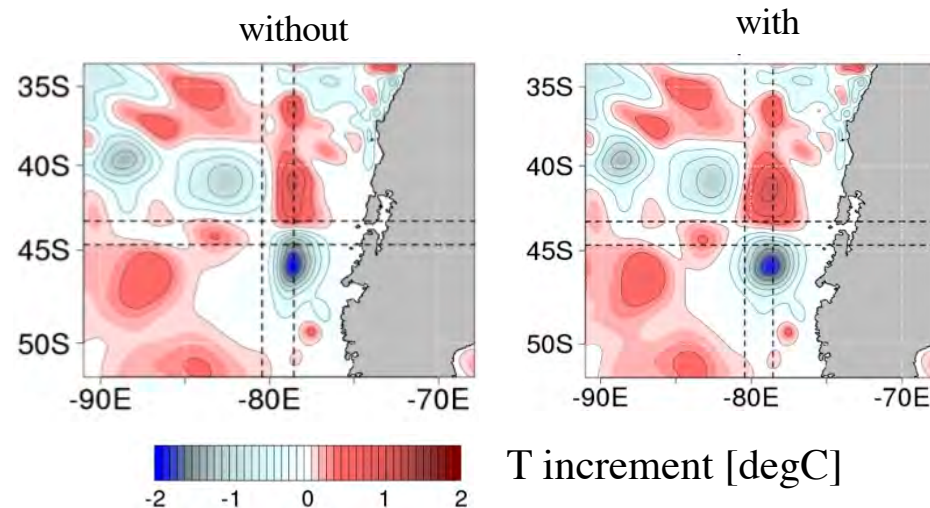 without
with
35S
40S
45S
50S
-90E
-80E
-70E
35S
40S
45S
50S
-90E
-80E
-70E
-2
-1
0
1
2
T increment [degC]